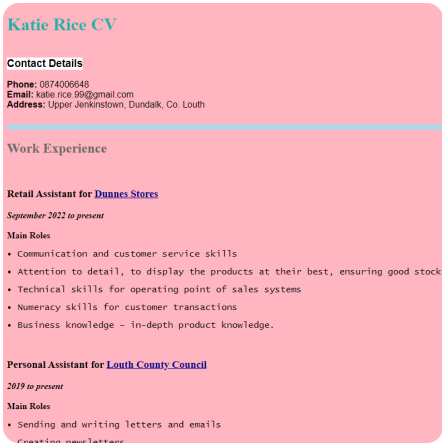 Katie Rice CV
Contact Details
Phone: 0874006648
Email: katie.rice.99@gmail.com
Address: Upper Jenkinstown, Dundalk, Co. Louth
Work Experience
Retail Assistant for Dunnes Stores
September 2022 to present
Main Roles
• Communication and customer service skills
• Attention to detail, to display the products at their best, ensuring good stock
• Technical skills for operating point of sales systems
• Numeracy skills for customer transactions
• Business knowledge – in-depth product knowledge.
Personal Assistant for Louth County Council
2019 to present
Main Roles
• Sending and writing letters and emails
Creating newsletters